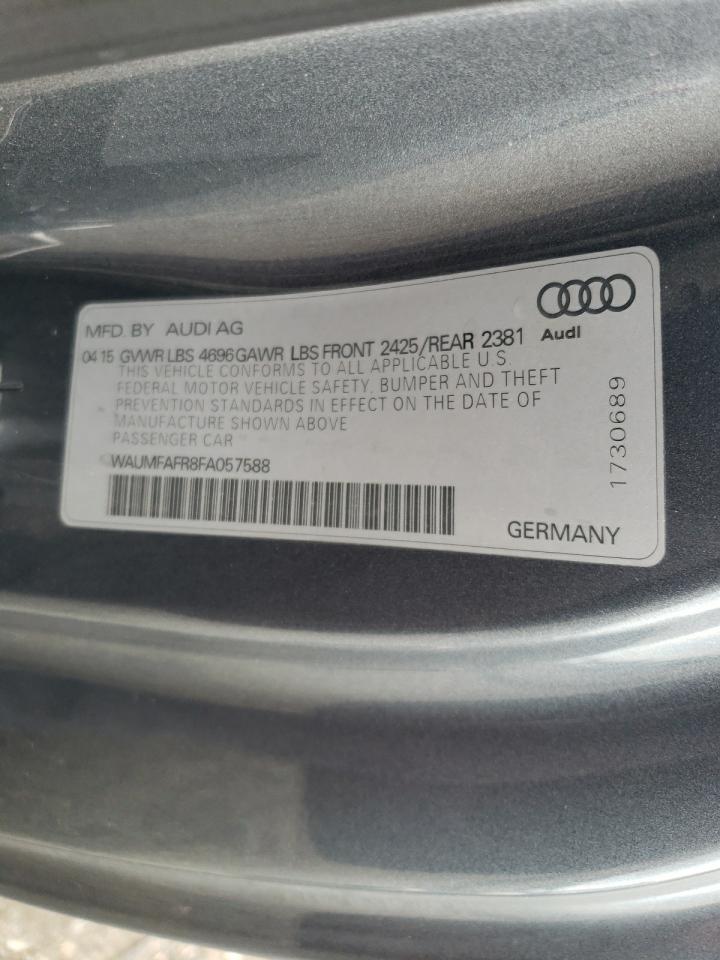 MFD. BY AUDI AG
Audi
04 15 GVWR LBS 4696 GAWR LBS FRONT 2425/REAR 2381
THIS VEHICLE CONFORMS TO ALL APPLICABLE U.S.
FEDERAL MOTOR VEHICLE SAFETY, BUMPER AND THEFT
PREVENTION STANDARDS IN EFFECT ON THE DATE OF
MANUFACTURE SHOWN ABOVE
PASSENGER CAR
WAUMFAFR8FA057588
GERMANY
1730689